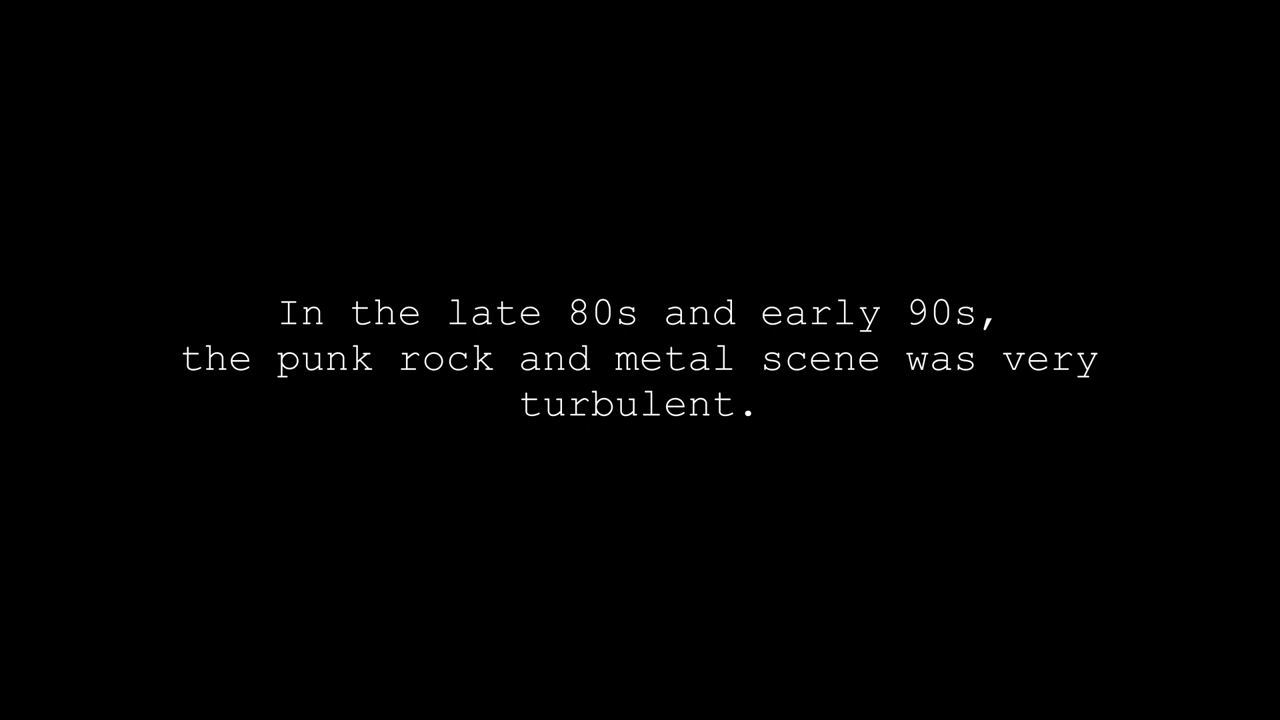 In the late 80s and early 90s,
the punk rock and metal scene was very
turbulent.